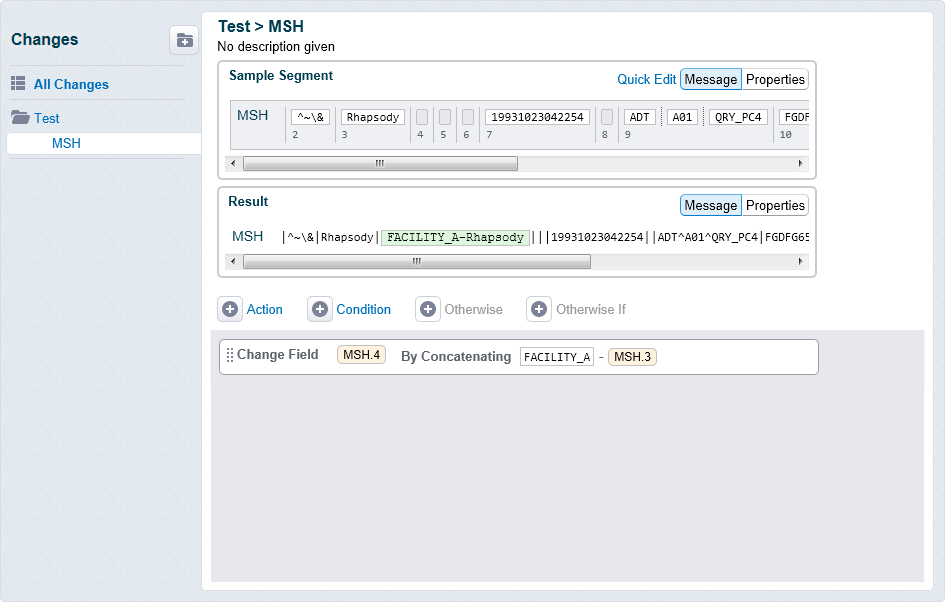 Changes
All Changes
Test
MSH
Test > MSH
No description given
Sample Segment
Quick Edit Message Properties
MSH ^~\& Rhapsody 19931023042254 ADT A01 QRY_PC4 FGDF
2 3 4 5 6 7 8 9 10
Result
Message Properties
MSH |^~\&|Rhapsody|FACILITY_A-Rhapsody|||19931023042254||ADT^A01^QRY_PC4|FGDFG65
Action Condition Otherwise Otherwise If
Change Field MSH.4 By Concatenating FACILITY_A - MSH.3